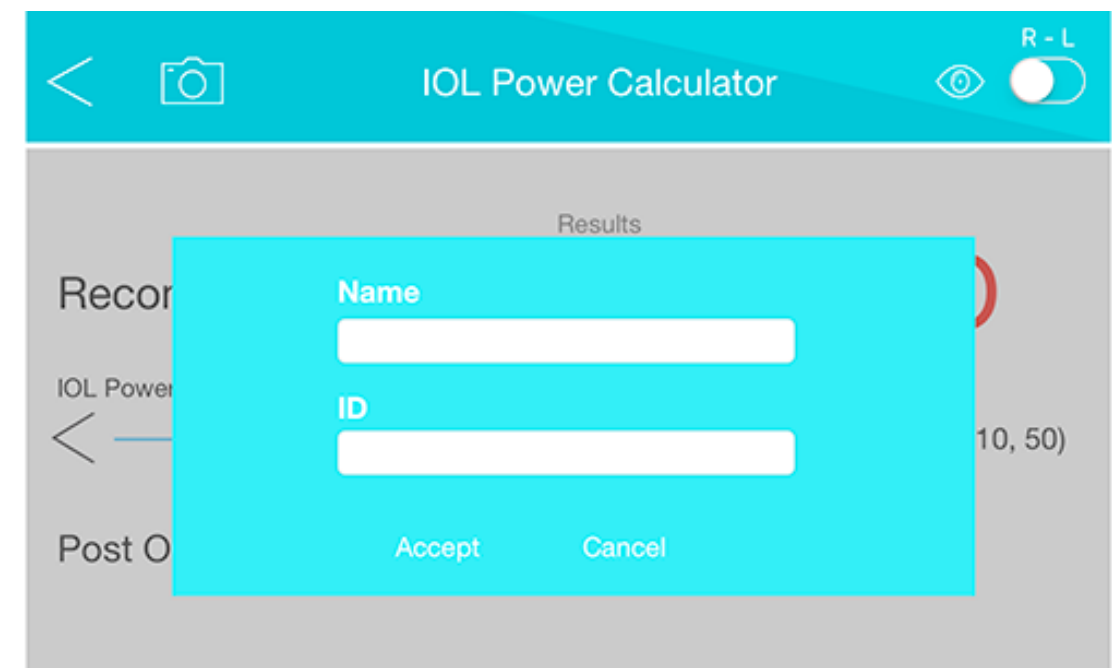 R - L
IOL Power Calculator
Results
Recor
Name
IOL Power
ID
10, 50)
Post O
Accept Cancel